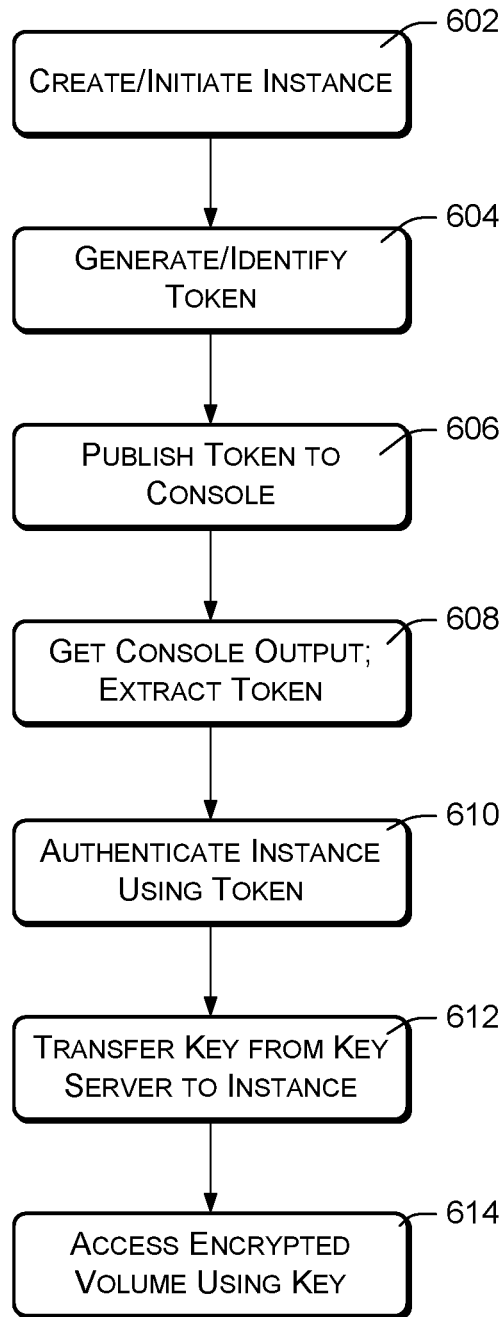 602
CREATE/INITIATE INSTANCE
604
GENERATE/IDENTIFY
TOKEN
606
PUBLISH TOKEN TO
CONSOLE
608
GET CONSOLE OUTPUT;
EXTRACT TOKEN
610
AUTHENTICATE INSTANCE
USING TOKEN
612
TRANSFER KEY FROM KEY
SERVER TO INSTANCE
614
ACCESS ENCRYPTED
VOLUME USING KEY